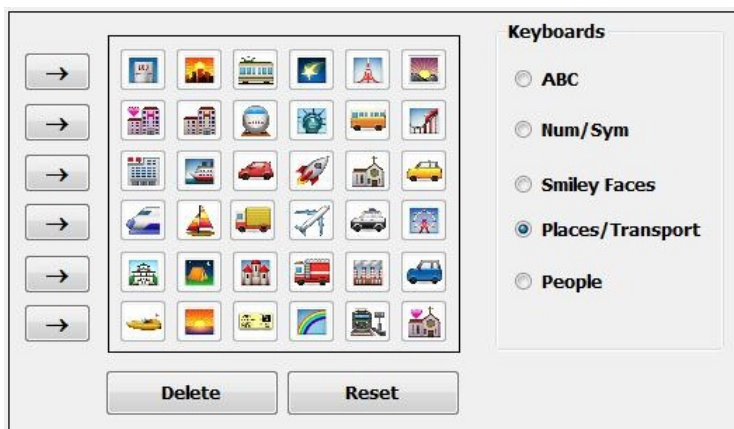 Keyboards
→
ABC
→
Num/Sym
→
Smiley Faces
→
Places/Transport
→
People
→
Delete
Reset